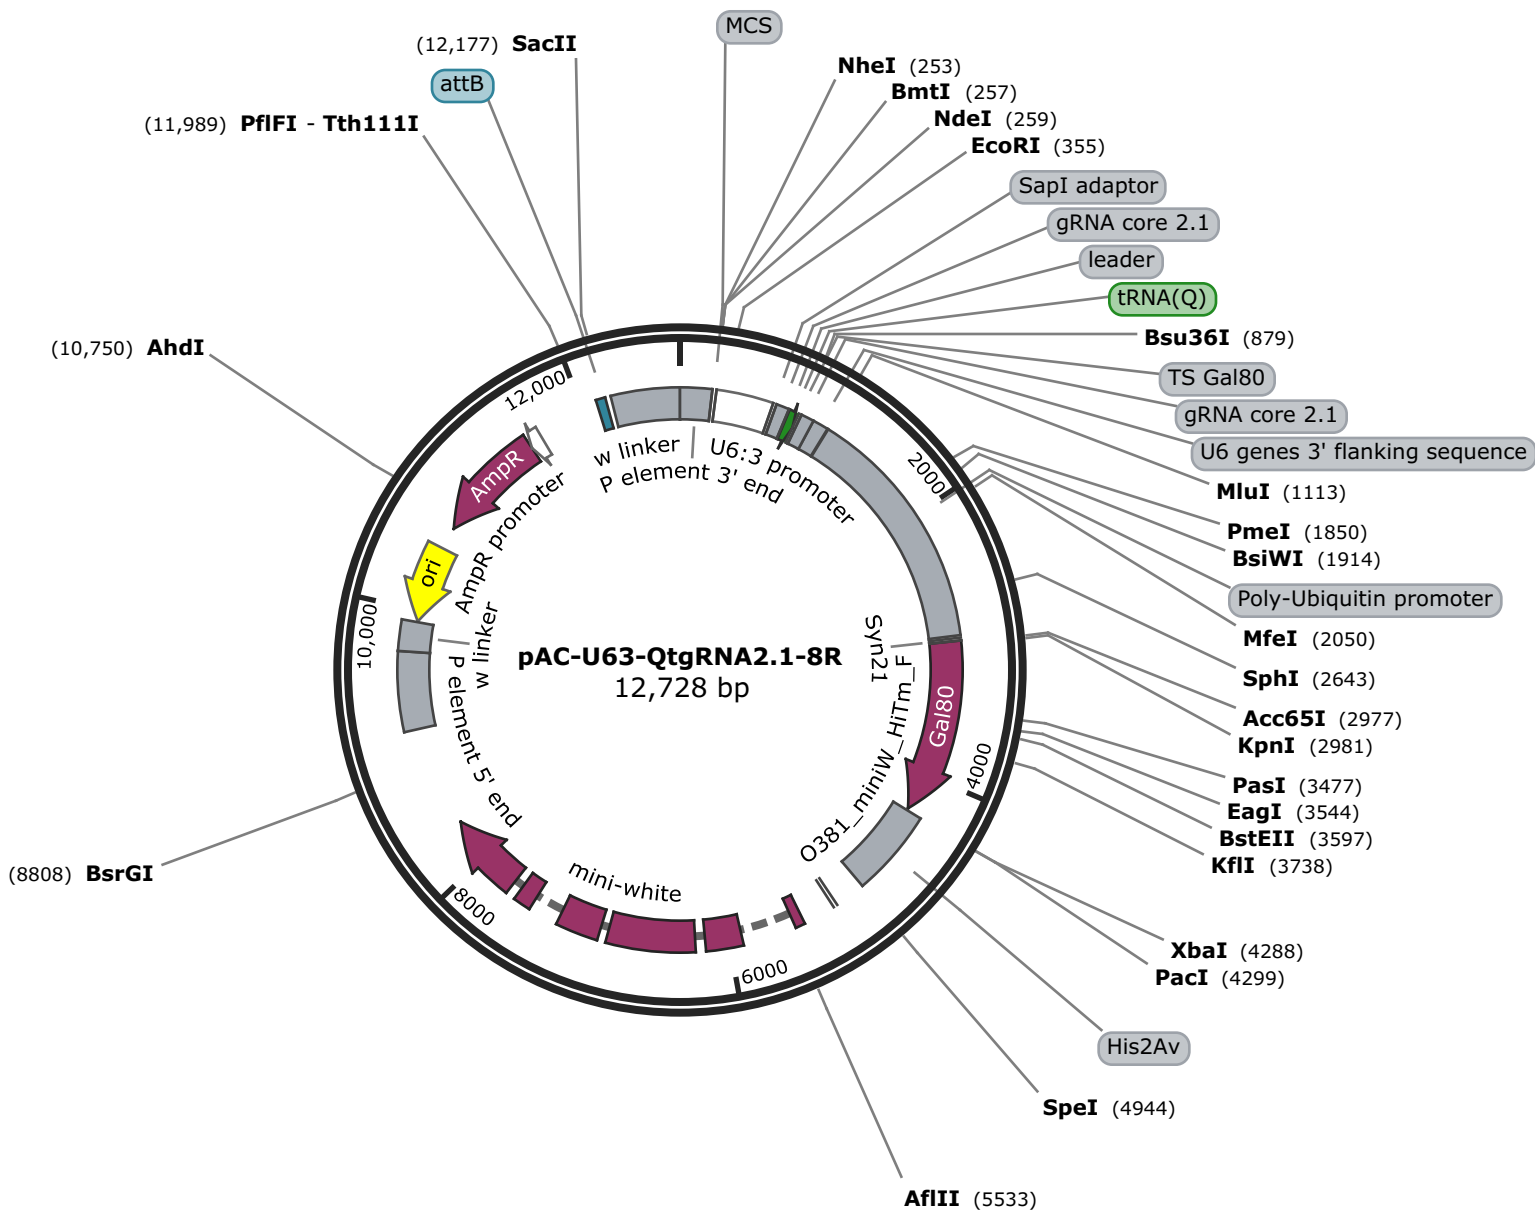 MCS
(12,177) SacII
attB
NheI (253)
BmtI (257)
(11,989) PflFI - Tth111I
NdeI (259)
EcoRI (355)
SapI adaptor
gRNA core 2.1
leader
tRNA(Q)
Bsu36I (879)
(10,750) AhdI
TS Gal80
gRNA core 2.1
U6 genes 3' flanking sequence
MluI (1113)
PmeI (1850)
BsiWI (1914)
Poly-Ubiquitin promoter
MfeI (2050)
SphI (2643)
Acc65I (2977)
KpnI (2981)
PasI (3477)
EagI (3544)
BstEII (3597)
KflI (3738)
(8808) BsrGI
XbaI (4288)
PacI (4299)
His2Av
SpeI (4944)
AflII (5533)
12,000
2000
4000
6000
8000
10,000
w linker
P element 3' end
U6:3 promoter
AmpR
AmpR promoter
ori
w linker
P element 5' end
Syn21
Gal80
O381_miniW_HiTm_F
mini-white
pAC-U63-QtgRNA2.1-8R
12,728 bp